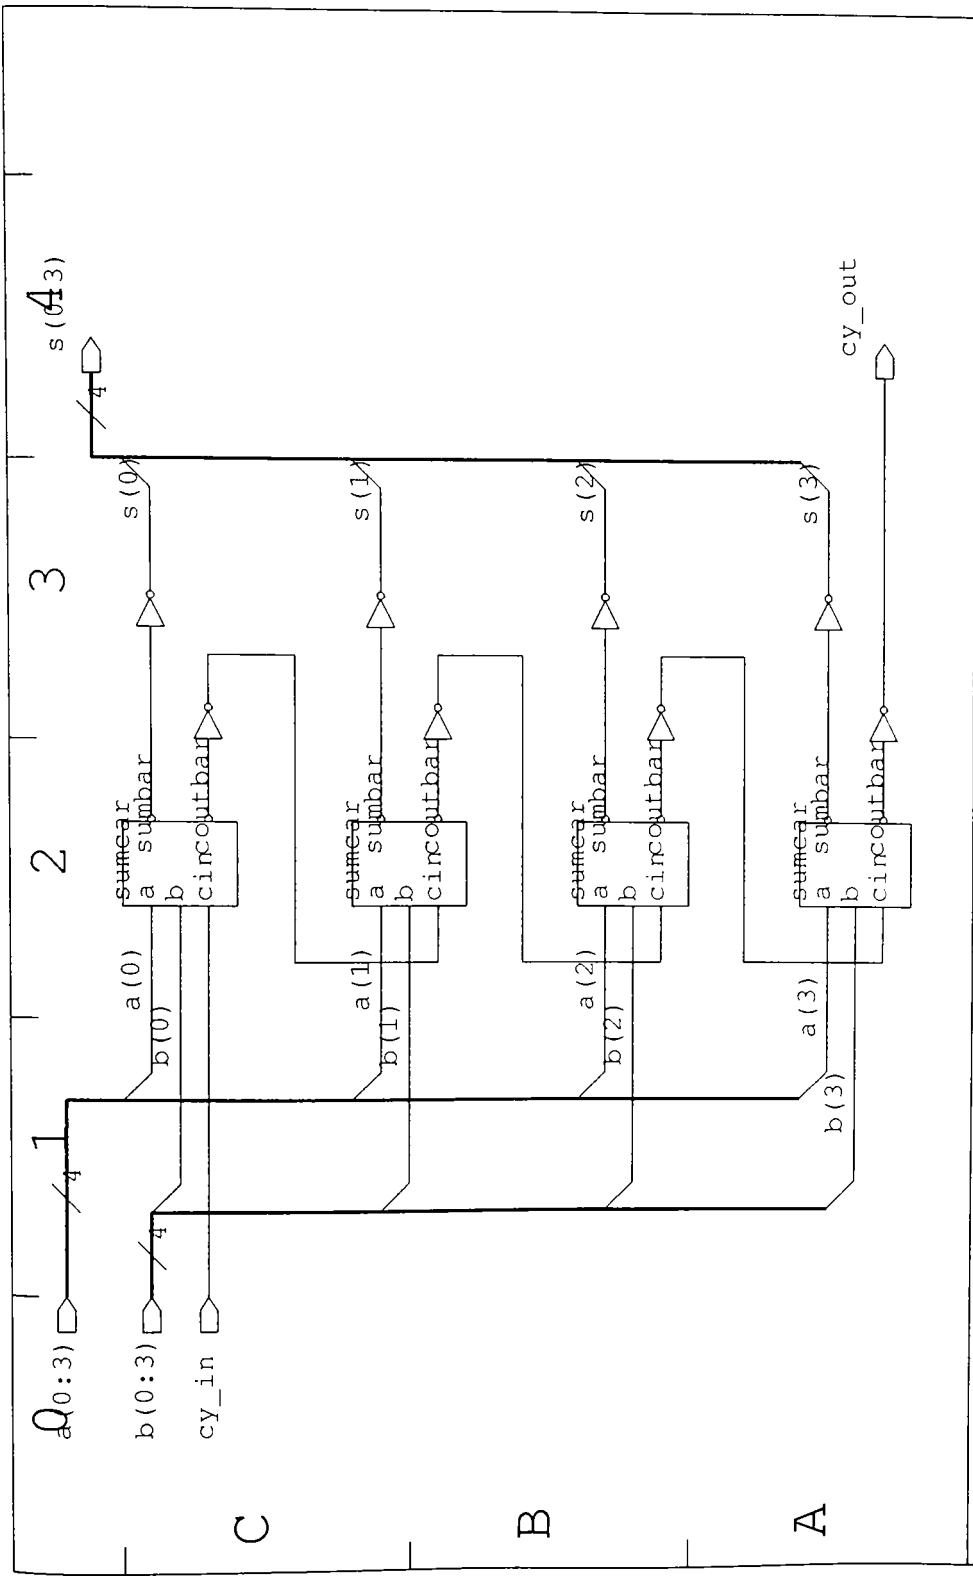 0 1 2 3 4
C
B
A
a(0:3)
b(0:3)
cy_in
4
4
a(0)
b(0)
sumcar
a sumbar
b
cin coutbar
s(0)
4
s(0:3)
a(1)
b(1)
sumcar
a sumbar
b
cin coutbar
s(1)
a(2)
b(2)
sumcar
a sumbar
b
cin coutbar
s(2)
a(3)
b(3)
sumcar
a sumbar
b
cin coutbar
s(3)
cy_out